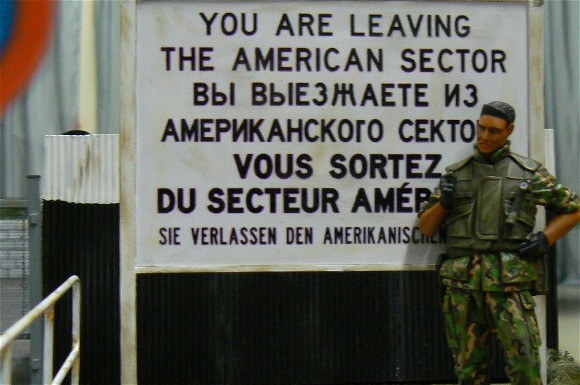 YOU ARE LEAVING
THE AMERICAN SECTOR
ВЫ ВЫЕЗЖАЕТЕ ИЗ
АМЕРИКАНСКОГО СЕКТО
VOUS SORTEZ
DU SECTEUR AMÉR
SIE VERLASSEN DEN AMERIKANISCHEN